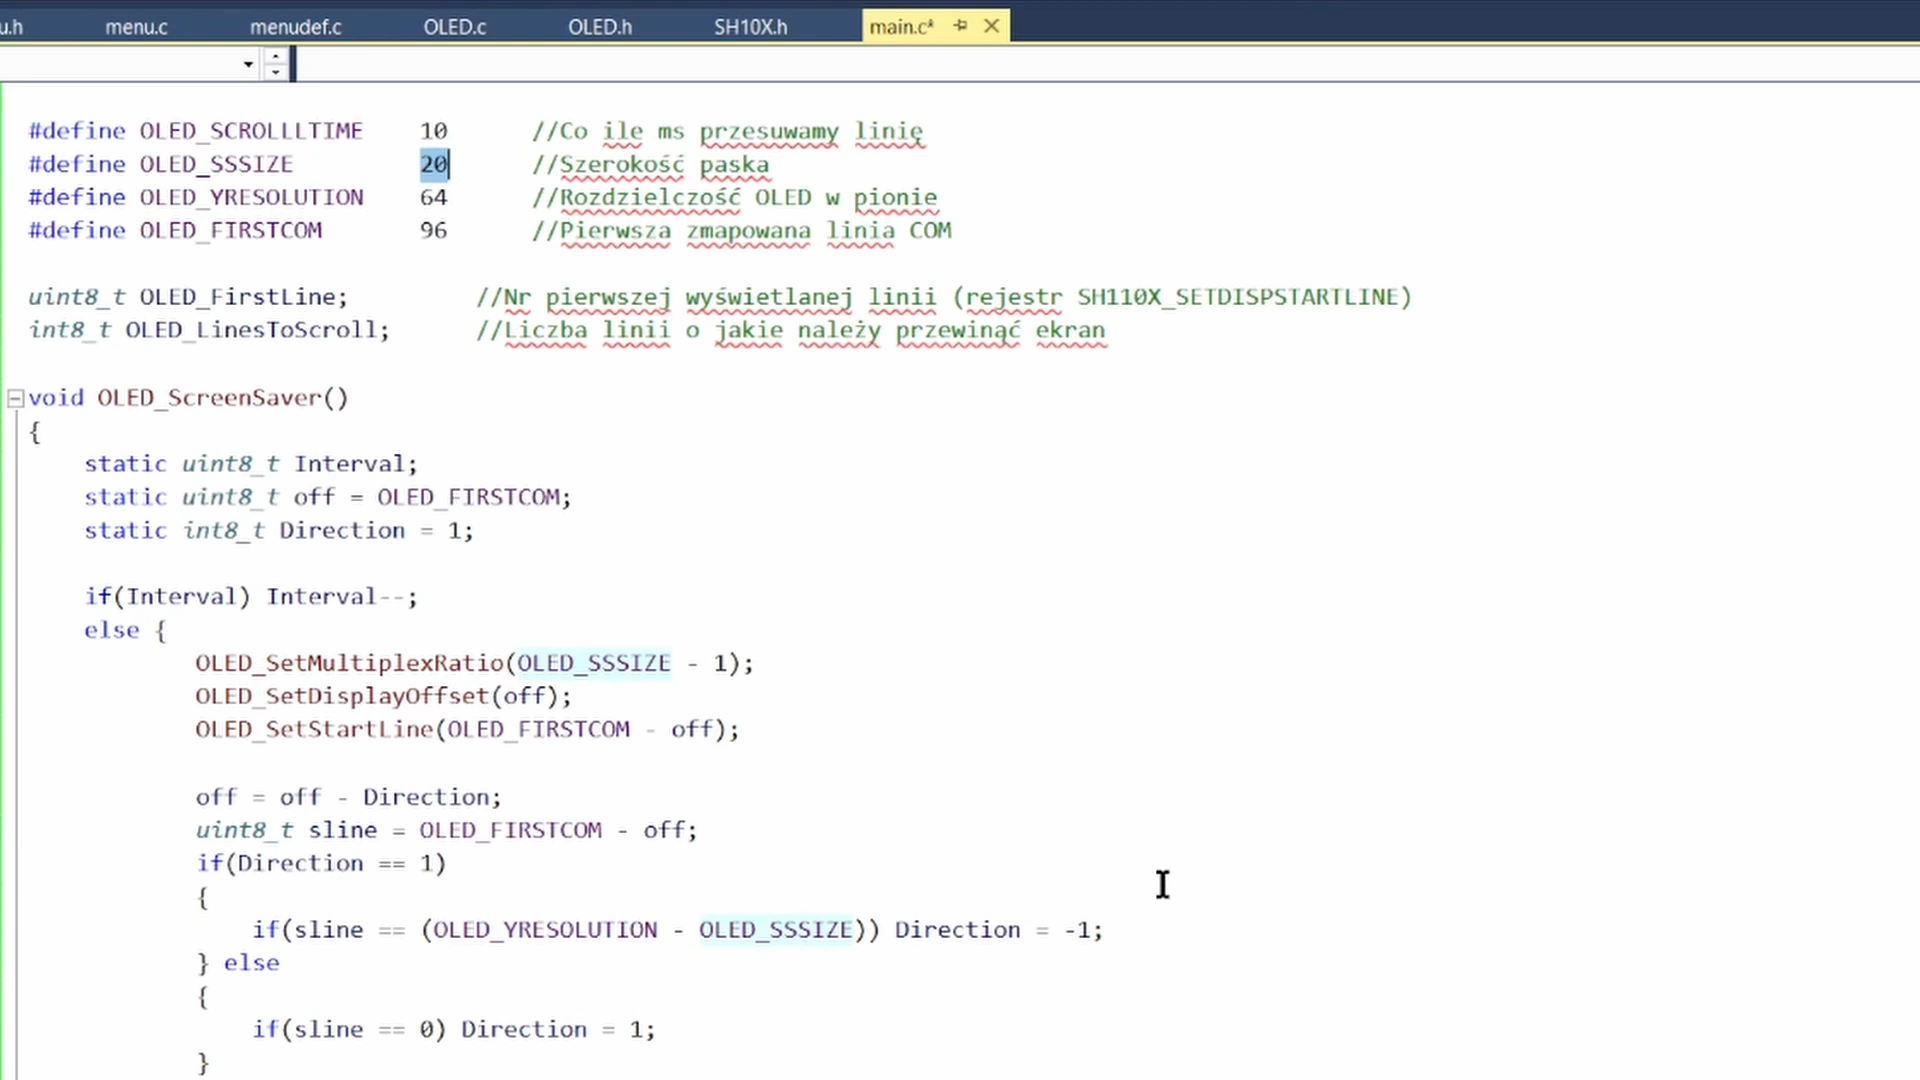 u.h menu.c menudef.c OLED.c OLED.h SH10X.h main.c*
#define OLED_SCROLLLTIME 10 //Co ile ms przesuwamy linię
#define OLED_SSSIZE 20 //Szerokość paska
#define OLED_YRESOLUTION 64 //Rozdzielczość OLED w pionie
#define OLED_FIRSTCOM 96 //Pierwsza zmapowana linia COM
uint8_t OLED_FirstLine; //Nr pierwszej wyświetlanej linii (rejestr SH110X_SETDISPSTARTLINE)
int8_t OLED_LinesToScroll; //Liczba linii o jakie należy przewinąć ekran
void OLED_ScreenSaver()
{
static uint8_t Interval;
static uint8_t off = OLED_FIRSTCOM;
static int8_t Direction = 1;
if(Interval) Interval--;
else {
OLED_SetMultiplexRatio(OLED_SSSIZE - 1);
OLED_SetDisplayOffset(off);
OLED_SetStartLine(OLED_FIRSTCOM - off);
off = off - Direction;
uint8_t sline = OLED_FIRSTCOM - off;
if(Direction == 1)
{
if(sline == (OLED_YRESOLUTION - OLED_SSSIZE)) Direction = -1;
} else
{
if(sline == 0) Direction = 1;
}